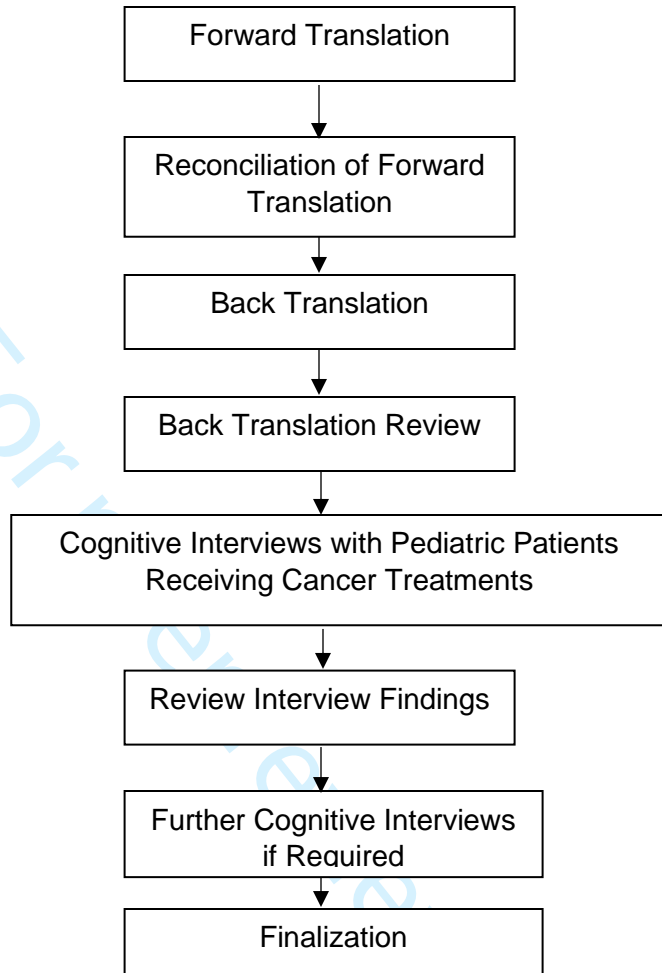 Forward Translation
Reconciliation of Forward
Translation
Back Translation
Back Translation Review
Cognitive Interviews with Pediatric Patients
Receiving Cancer Treatments
Review Interview Findings
Further Cognitive Interviews
if Required
Finalization